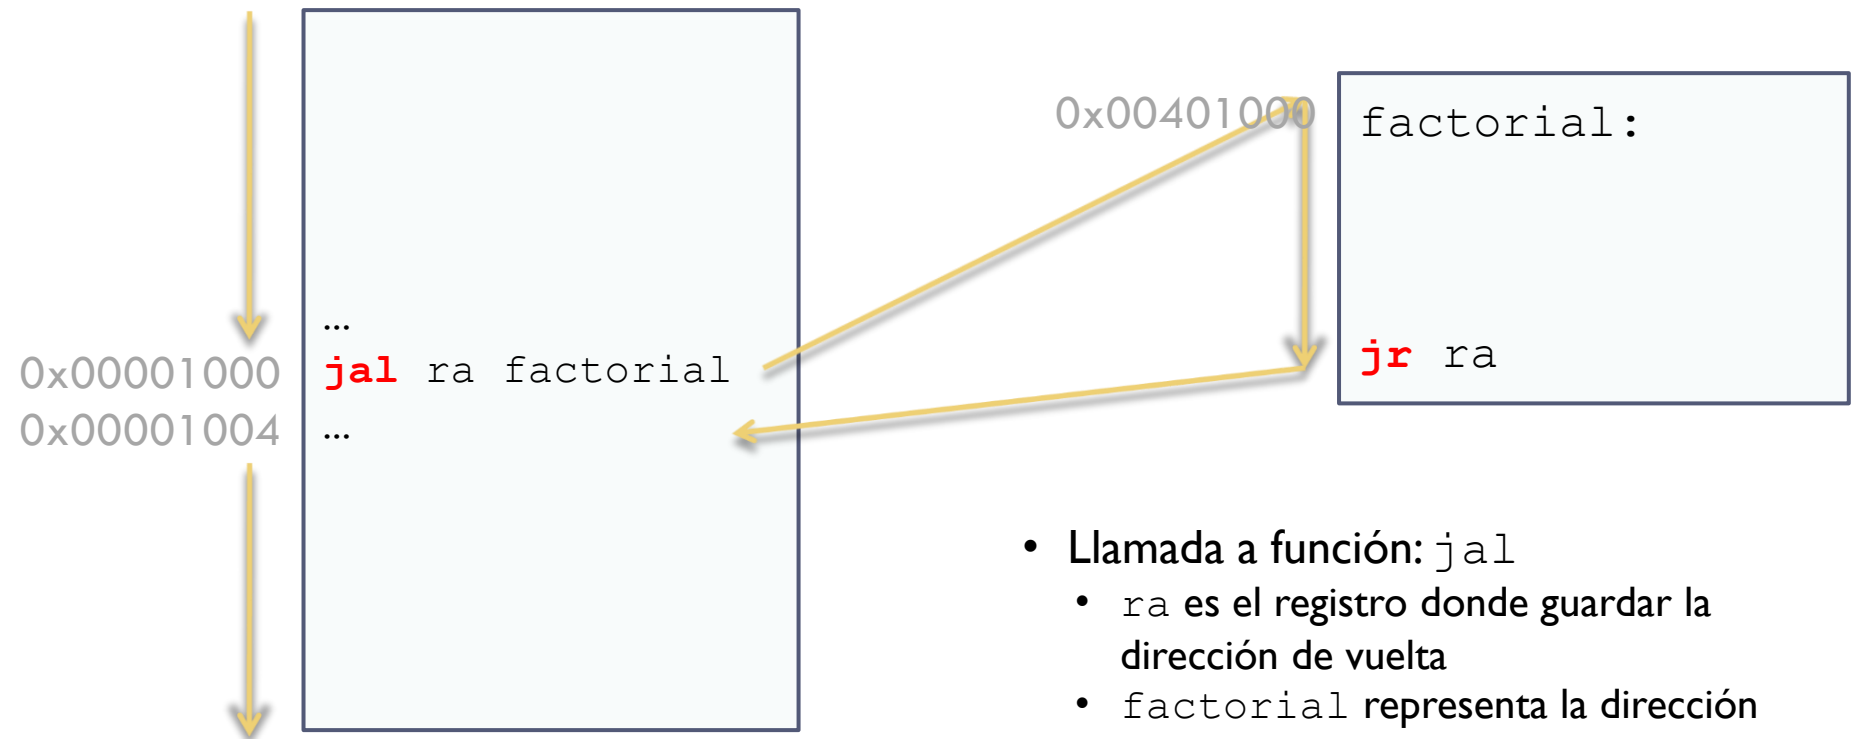 ...
0x00001000 jal ra factorial
0x00001004 ...
0x00401000 factorial:
jr ra
• Llamada a función: jal
• ra es el registro donde guardar la
dirección de vuelta
• factorial representa la dirección